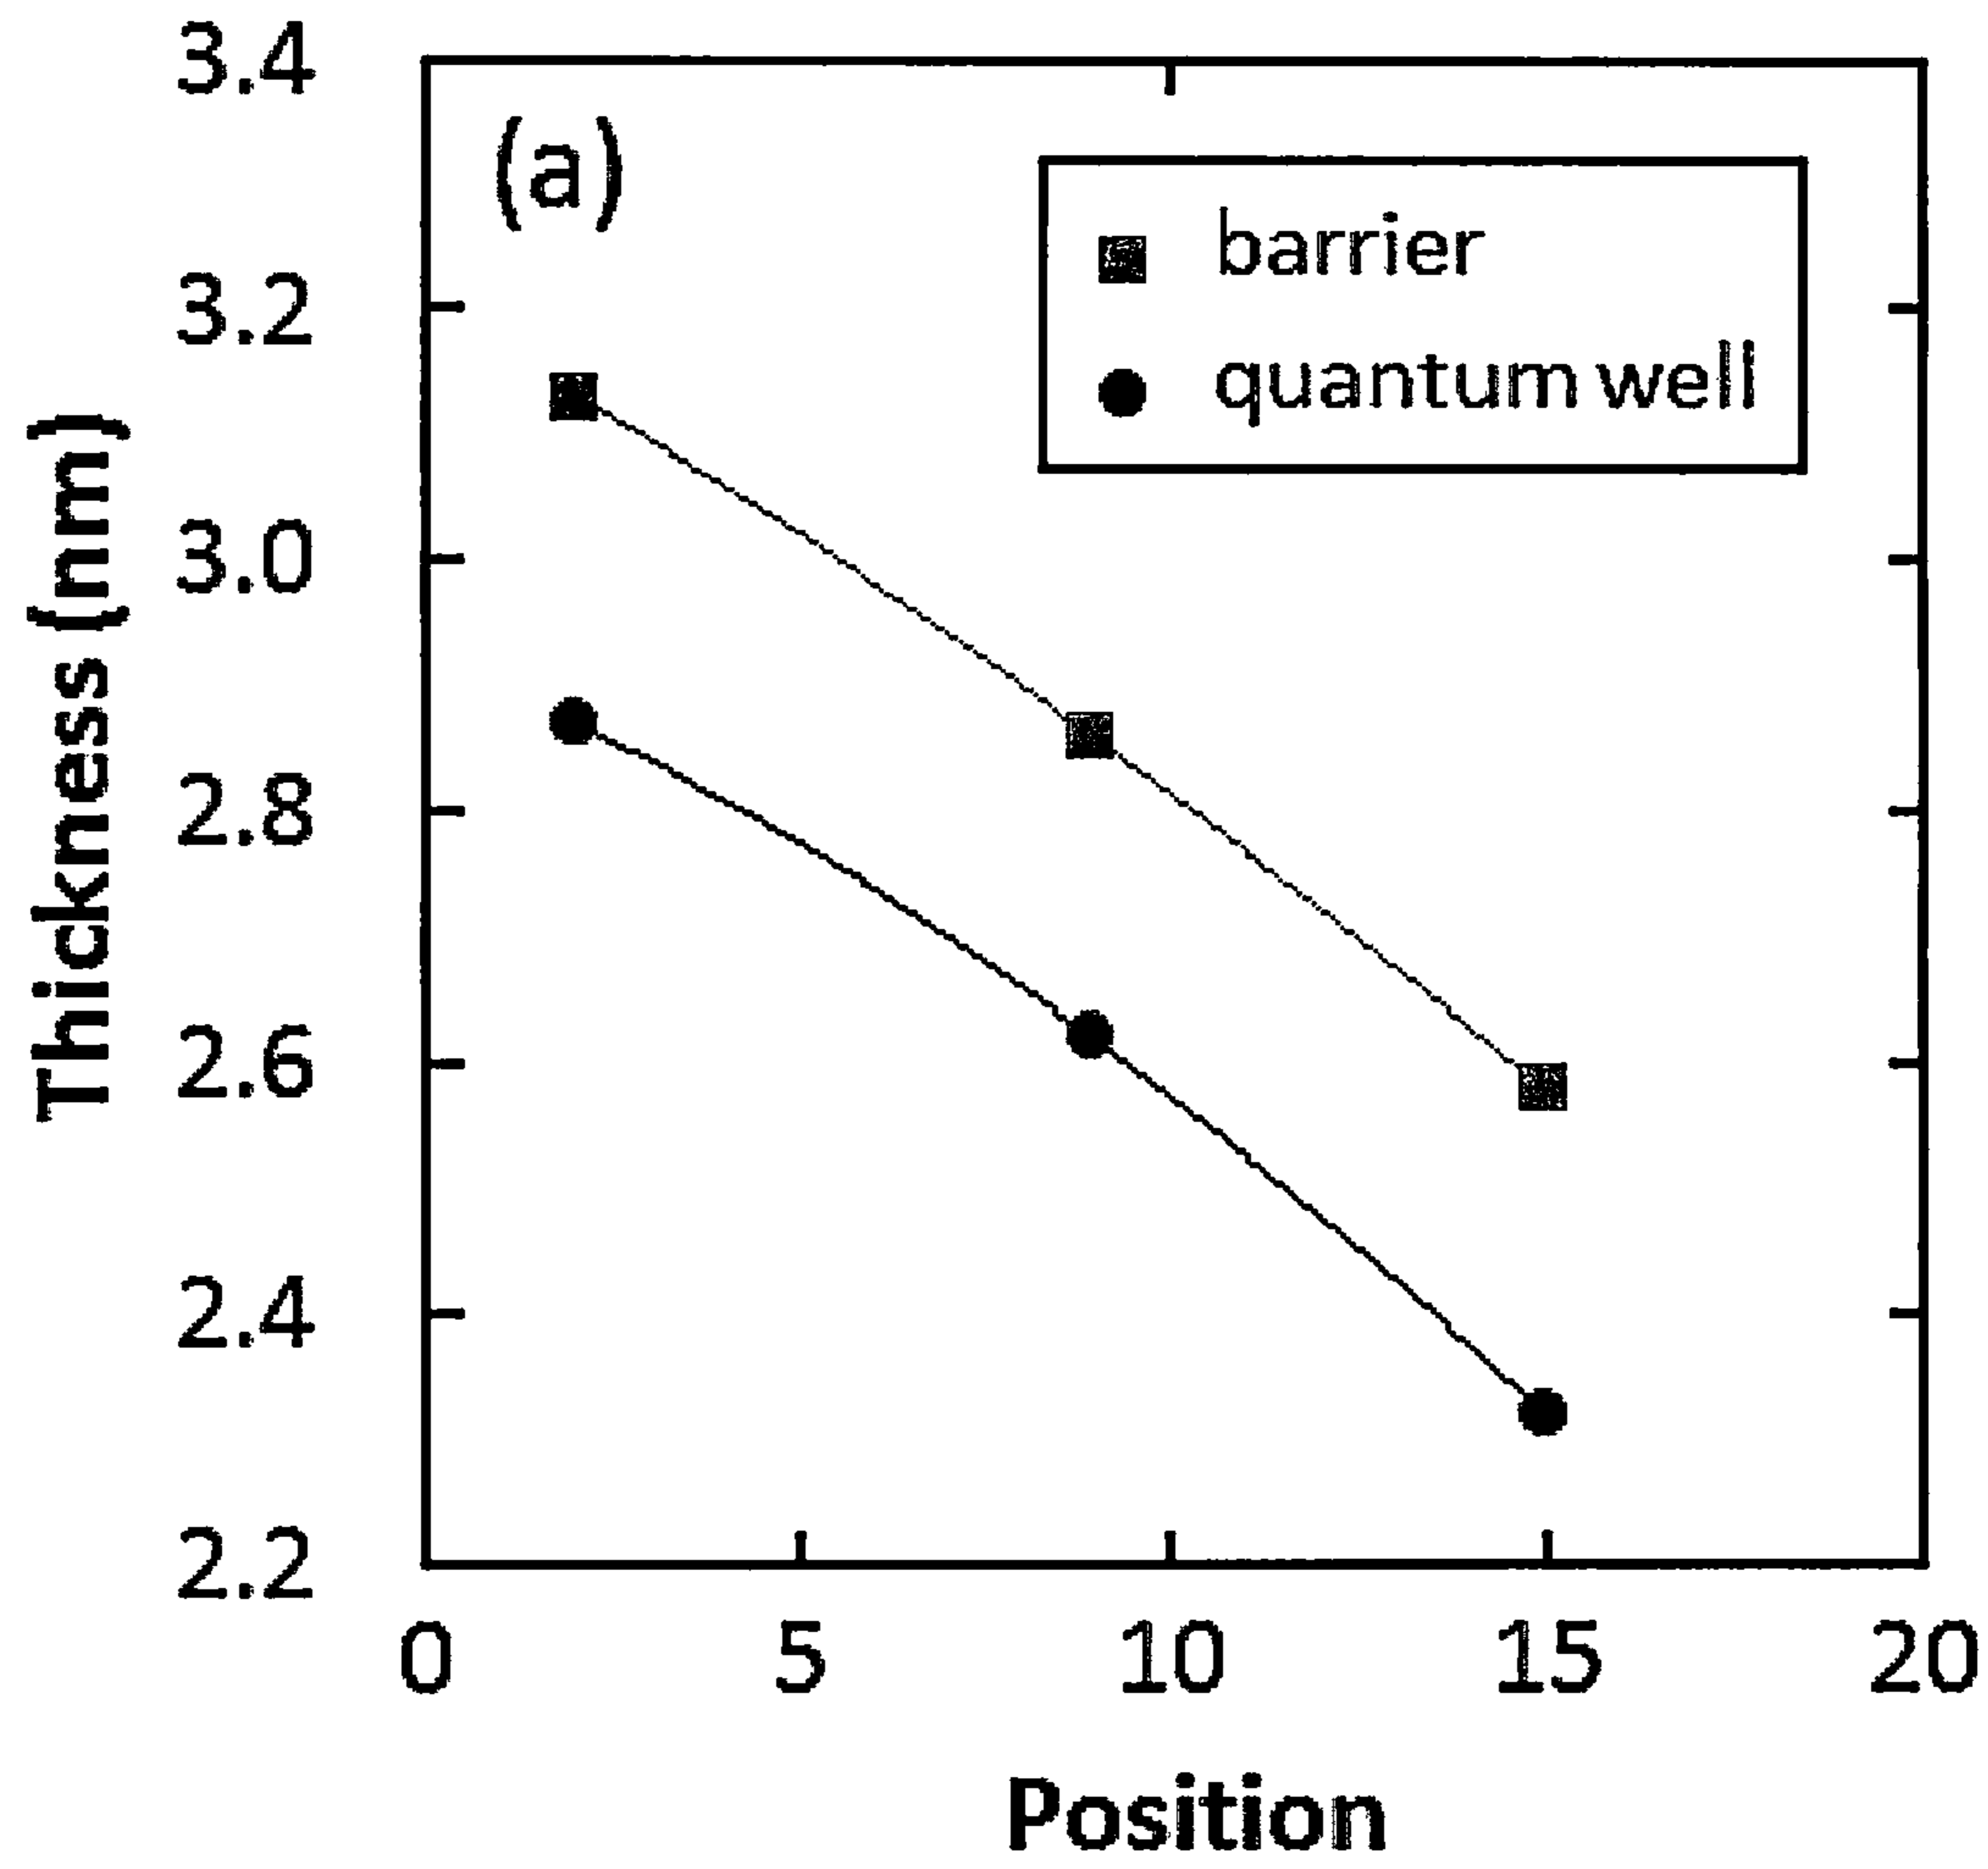 3.4
(a)
barrier
3.2
quantum well
3.0
2.8
2.6
2.4
2.2
Thickness (nm)
0 5 10 15 20
Position